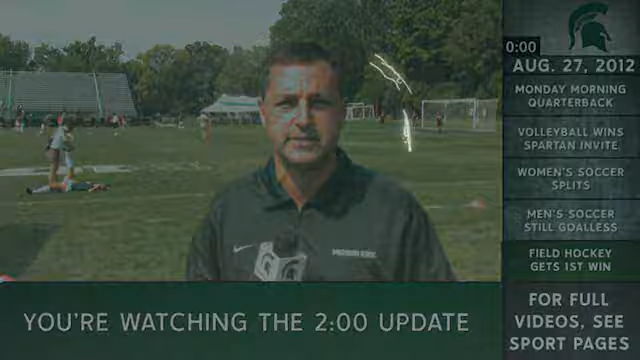 0:00
AUG. 27, 2012
MONDAY MORNING
QUARTERBACK
VOLLEYBALL WINS
SPARTAN INVITE
WOMEN'S SOCCER
SPLITS
MEN'S SOCCER
STILL GOALLESS
FIELD HOCKEY
GETS 1ST WIN
FOR FULL
VIDEOS, SEE
SPORT PAGES
YOU'RE WATCHING THE 2:00 UPDATE